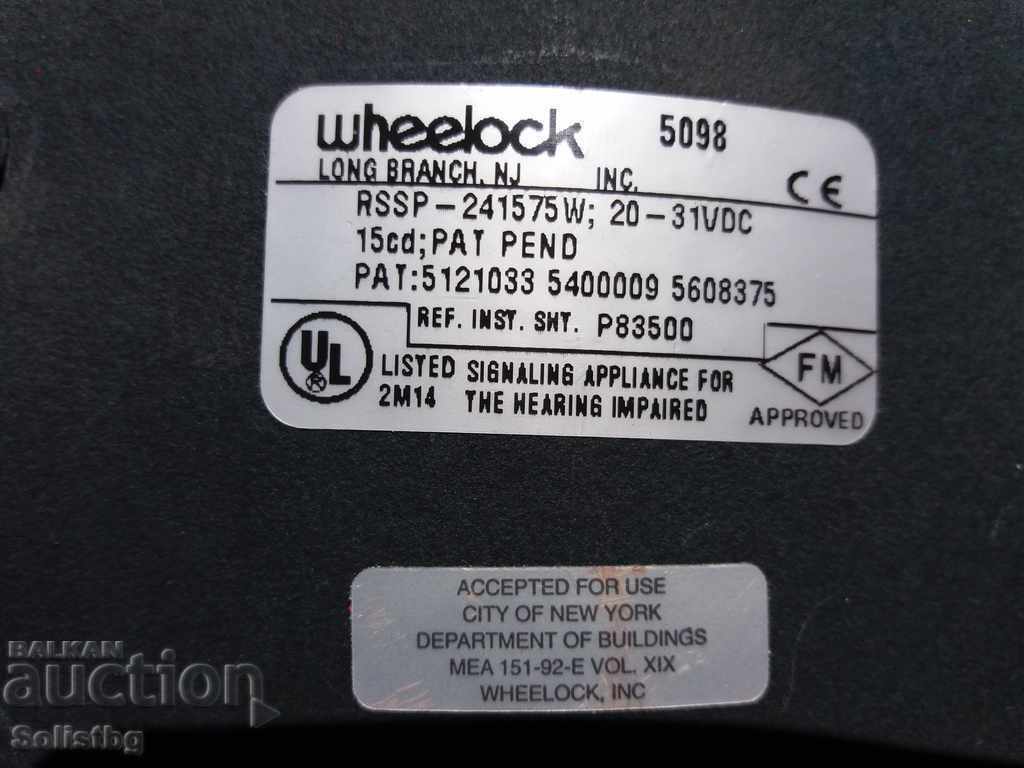 wheelock 5098
LONG BRANCH, NJ INC. CE
RSSP-241575W; 20-31VDC
15cd;PAT PEND
PAT:5121033 5400009 5608375
REF. INST. SHT. P83500
UL R LISTED SIGNALING APPLIANCE FOR
2M14 THE HEARING IMPAIRED
FM
APPROVED
ACCEPTED FOR USE
CITY OF NEW YORK
DEPARTMENT OF BUILDINGS
MEA 151-92-E VOL. XIX
WHEELOCK, INC
BALKAN
auction
Solistbg